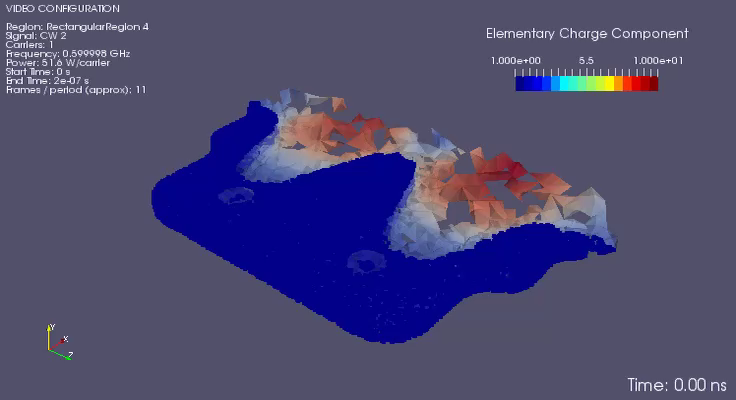 VIDEO CONFIGURATION
Region: RectangularRegion 4
Signal: CW 2
Carriers: 1
Frequency: 0.599998 GHz
Power: 51.6 W/carrier
Start Time: 0 s
End Time: 2e-07 s
Frames / period (approx): 11
Elementary Charge Component
1.000e+00 5.5 1.000e+01
Y
X
Z
Time: 0.00 ns